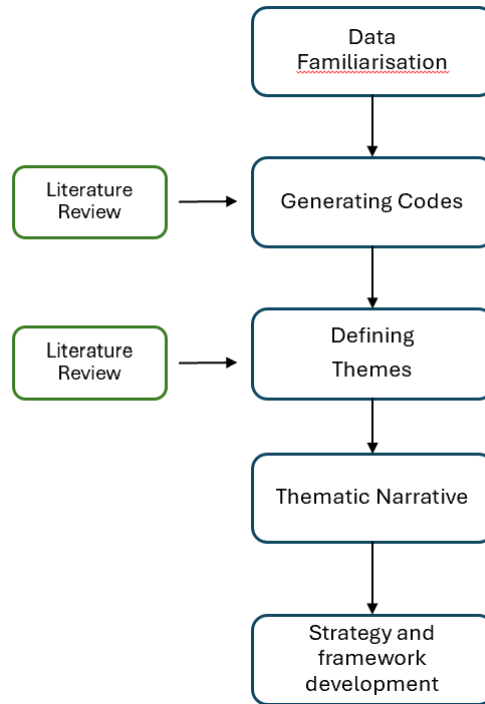 Data
Familiarisation
Literature
Review
Generating Codes
Literature
Review
Defining
Themes
Thematic Narrative
Strategy and
framework
development